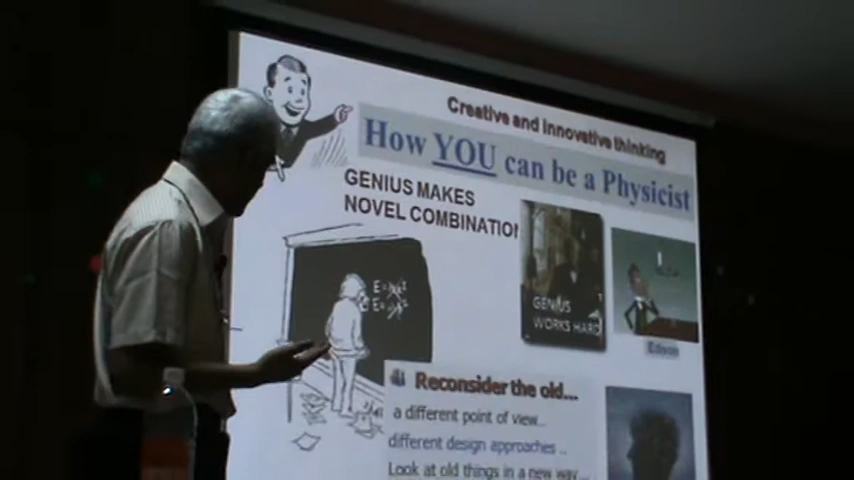 Creative and innovative thinking
How YOU can be a Physicist
GENIUS MAKES
NOVEL COMBINATION
GENIUS
WORKS HARD
Edison
Reconsider the old...
a different point of view..
different design approaches ..
Look at old things in a new way...